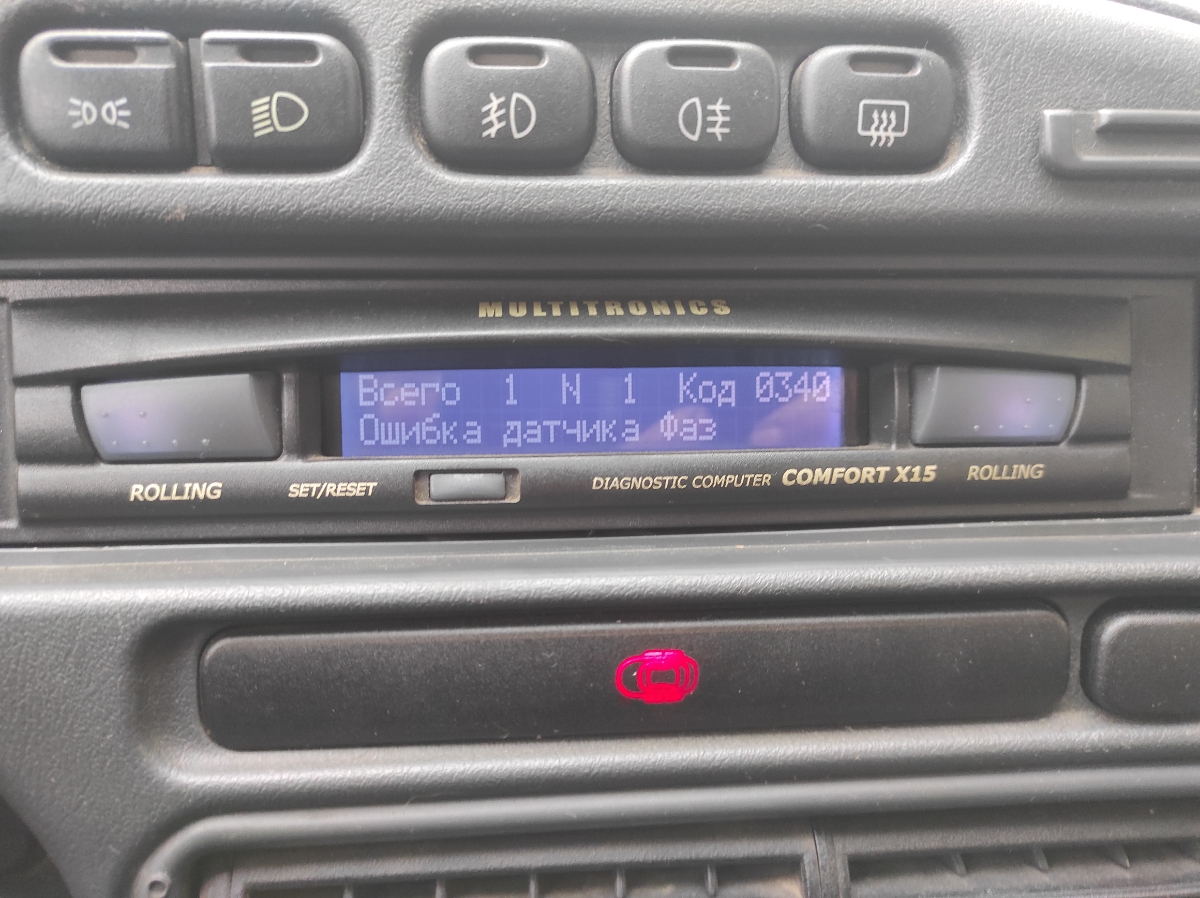 MULTITRONICS
Всего 1 N 1 Код 0340
Ошибка датчика Фаз
ROLLING SET/RESET DIAGNOSTIC COMPUTER COMFORT X15 ROLLING